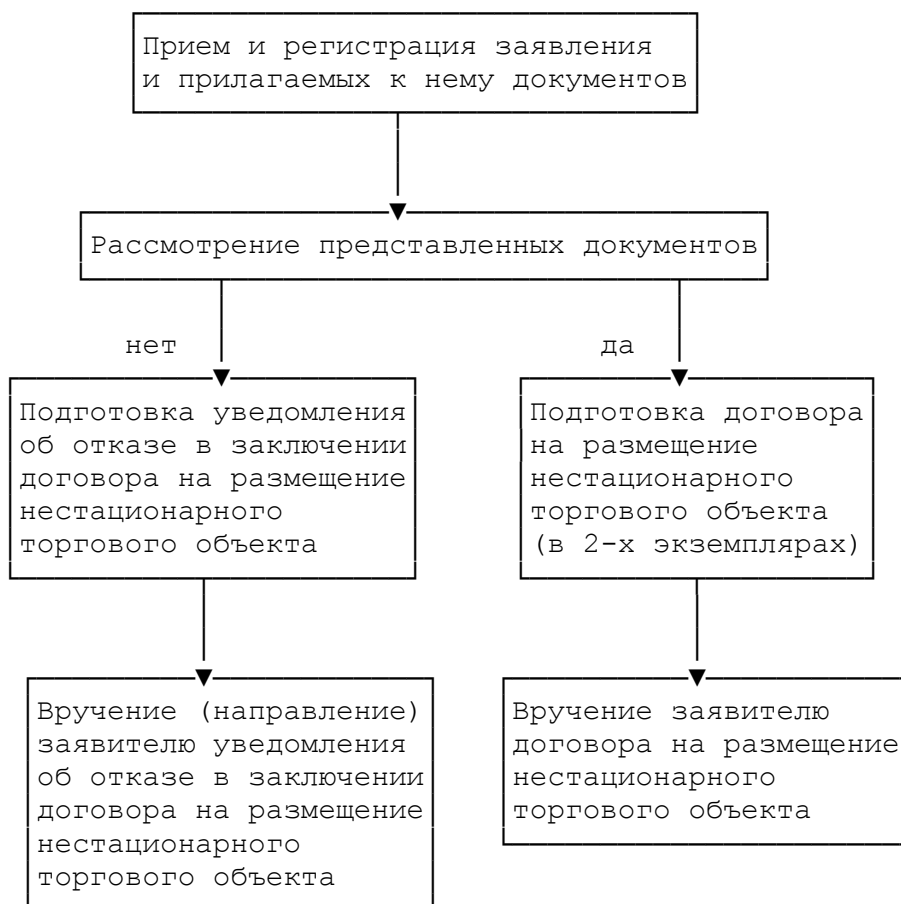 Прием и регистрация заявления
и прилагаемых к нему документов
Рассмотрение представленных документов
нет
да
Подготовка уведомления
об отказе в заключении
договора на размещение
нестационарного
торгового объекта
Подготовка договора
на размещение
нестационарного
торгового объекта
(в 2-х экземплярах)
Вручение (направление)
заявителю уведомления
об отказе в заключении
договора на размещение
нестационарного
торгового объекта
Вручение заявителю
договора на размещение
нестационарного
торгового объекта